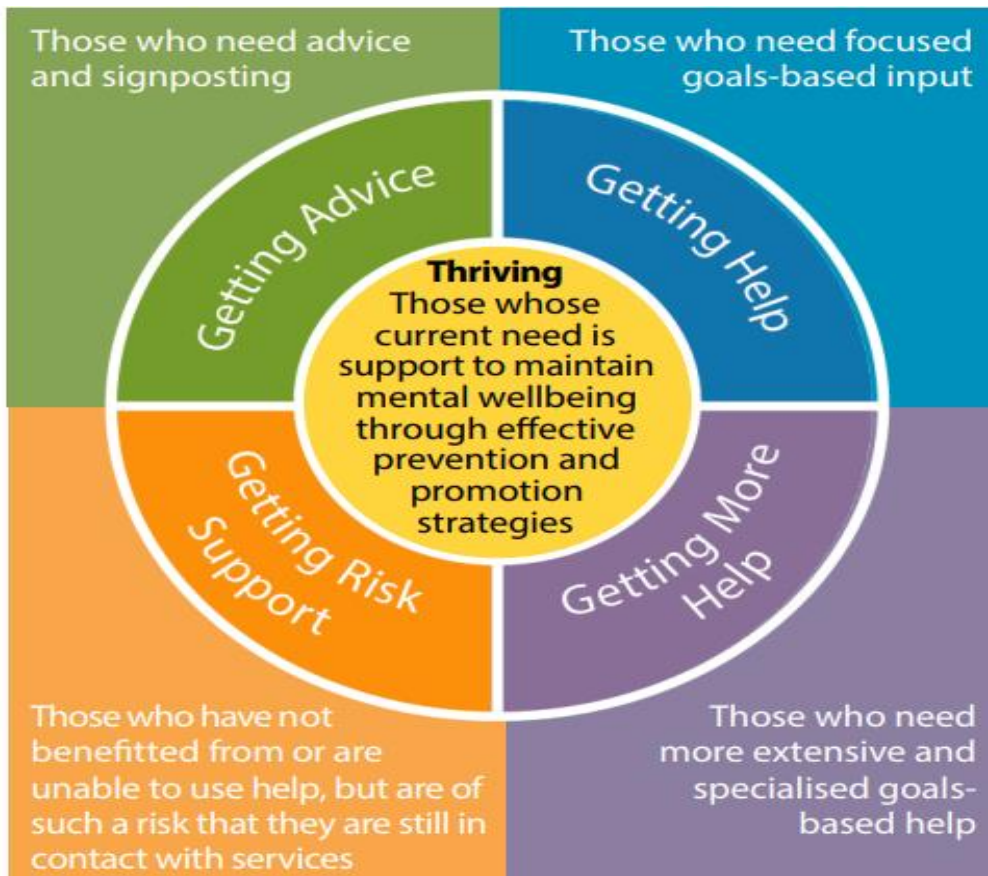 Those who need advice
and signposting
Those who need focused
goals-based input
Getting Advice
Getting Help
Thriving
Those whose
current need is
support to maintain
mental wellbeing
through effective
prevention and
promotion
strategies
Getting Risk
Support
Getting More
Help
Those who have not
benefitted from or are
unable to use help, but are of
such a risk that they are still in
contact with services
Those who need
more extensive and
specialised goals-
based help